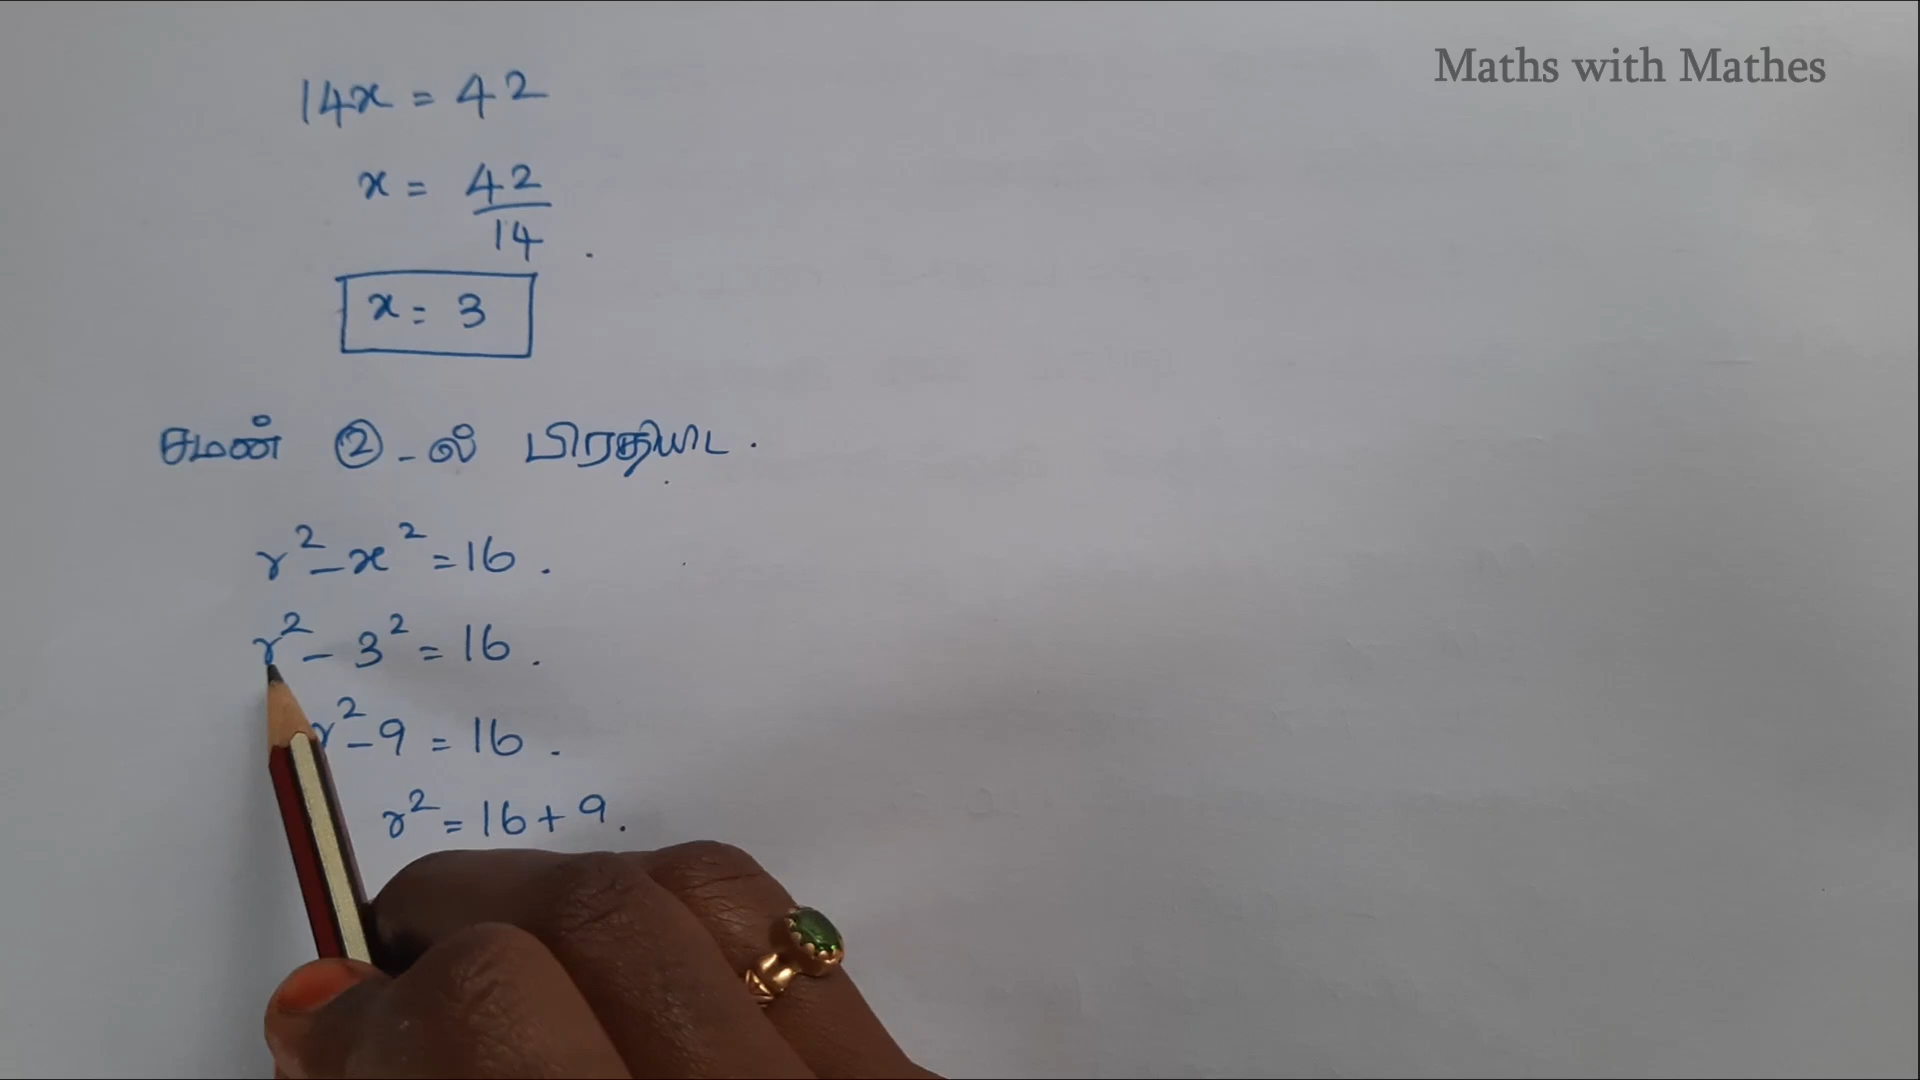 Maths with Mathes
14x = 42
x = 42/14
x = 3
சமன் ②-ல் பிரதியிட.
r² - x² = 16.
r² - 3² = 16.
r² - 9 = 16.
r² = 16 + 9.